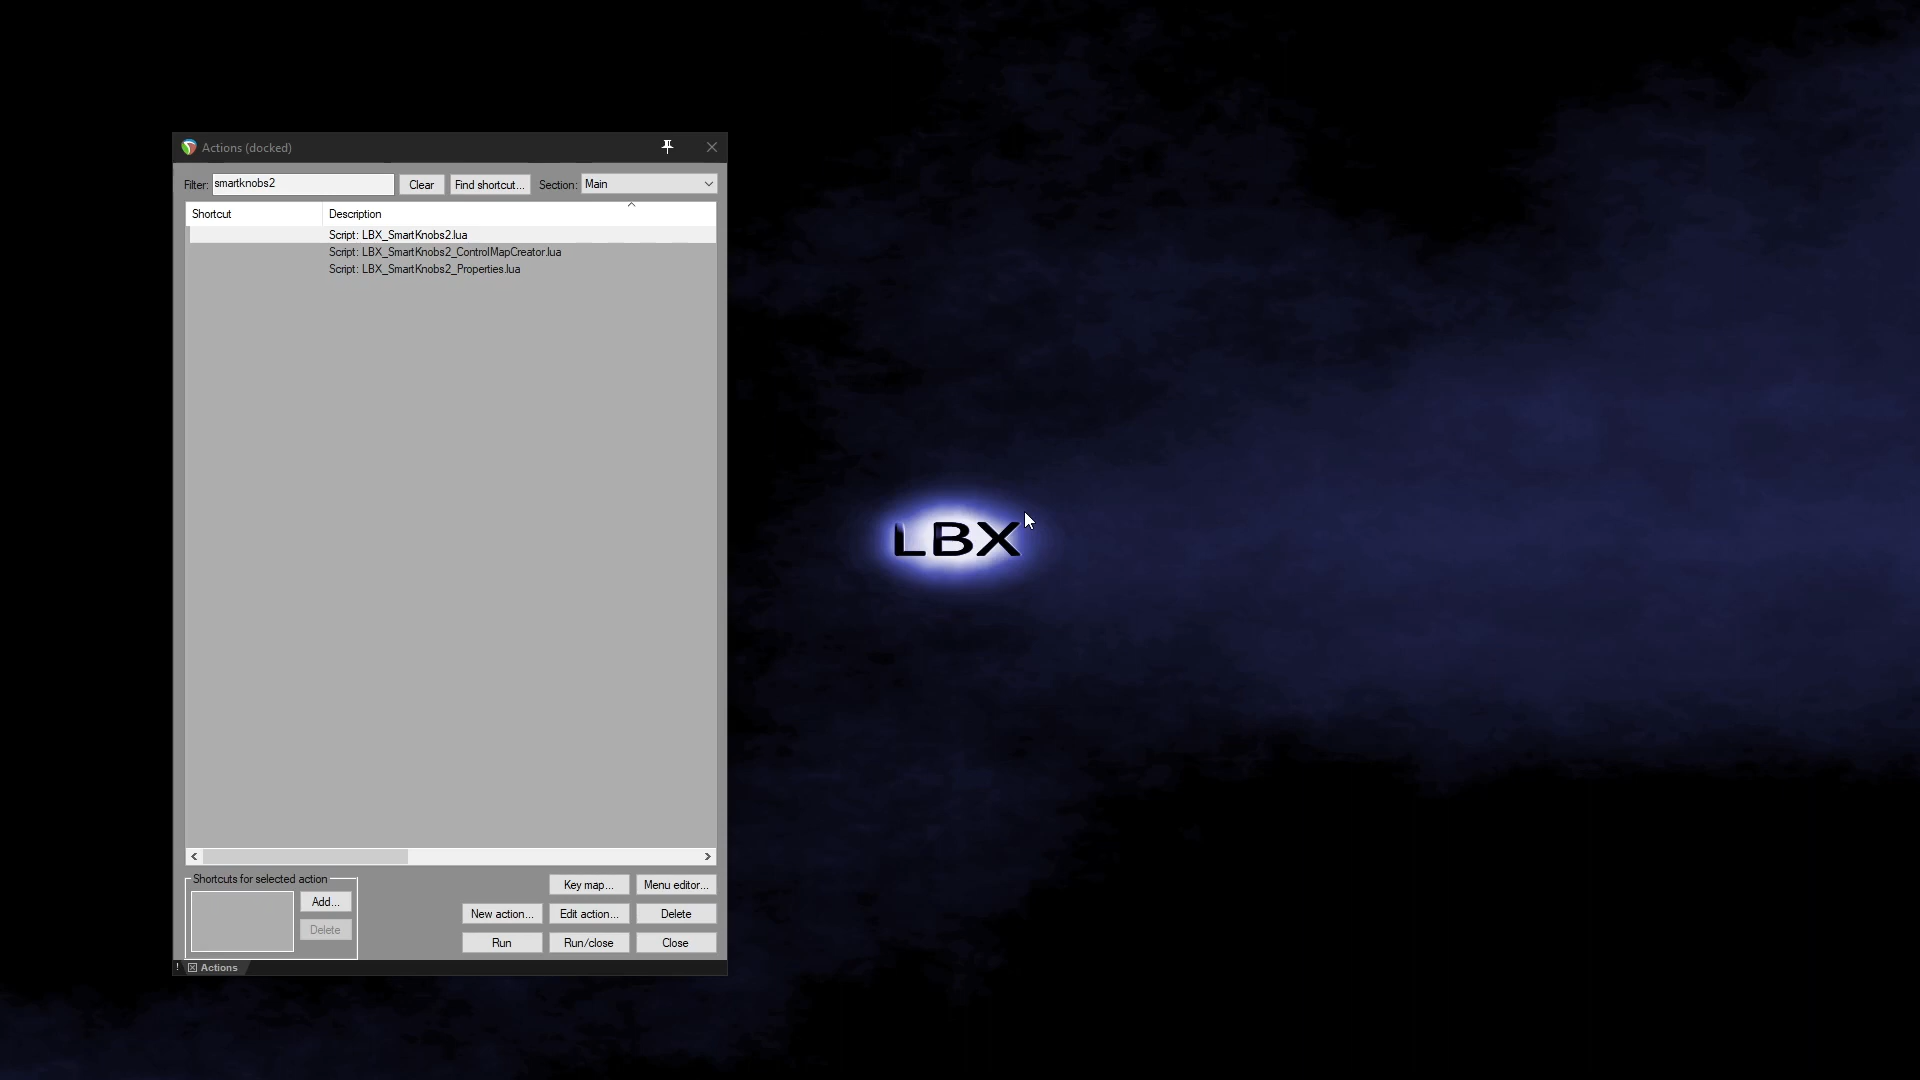 Actions (docked)
Filter: smartknobs2 Clear Find shortcut... Section: Main
Shortcut Description
Script: LBX_SmartKnobs2.lua
Script: LBX_SmartKnobs2_ControlMapCreator.lua
Script: LBX_SmartKnobs2_Properties.lua
LBX
Shortcuts for selected action
Add...
Delete
Key map... Menu editor...
New action... Edit action... Delete
Run Run/close Close
! Actions